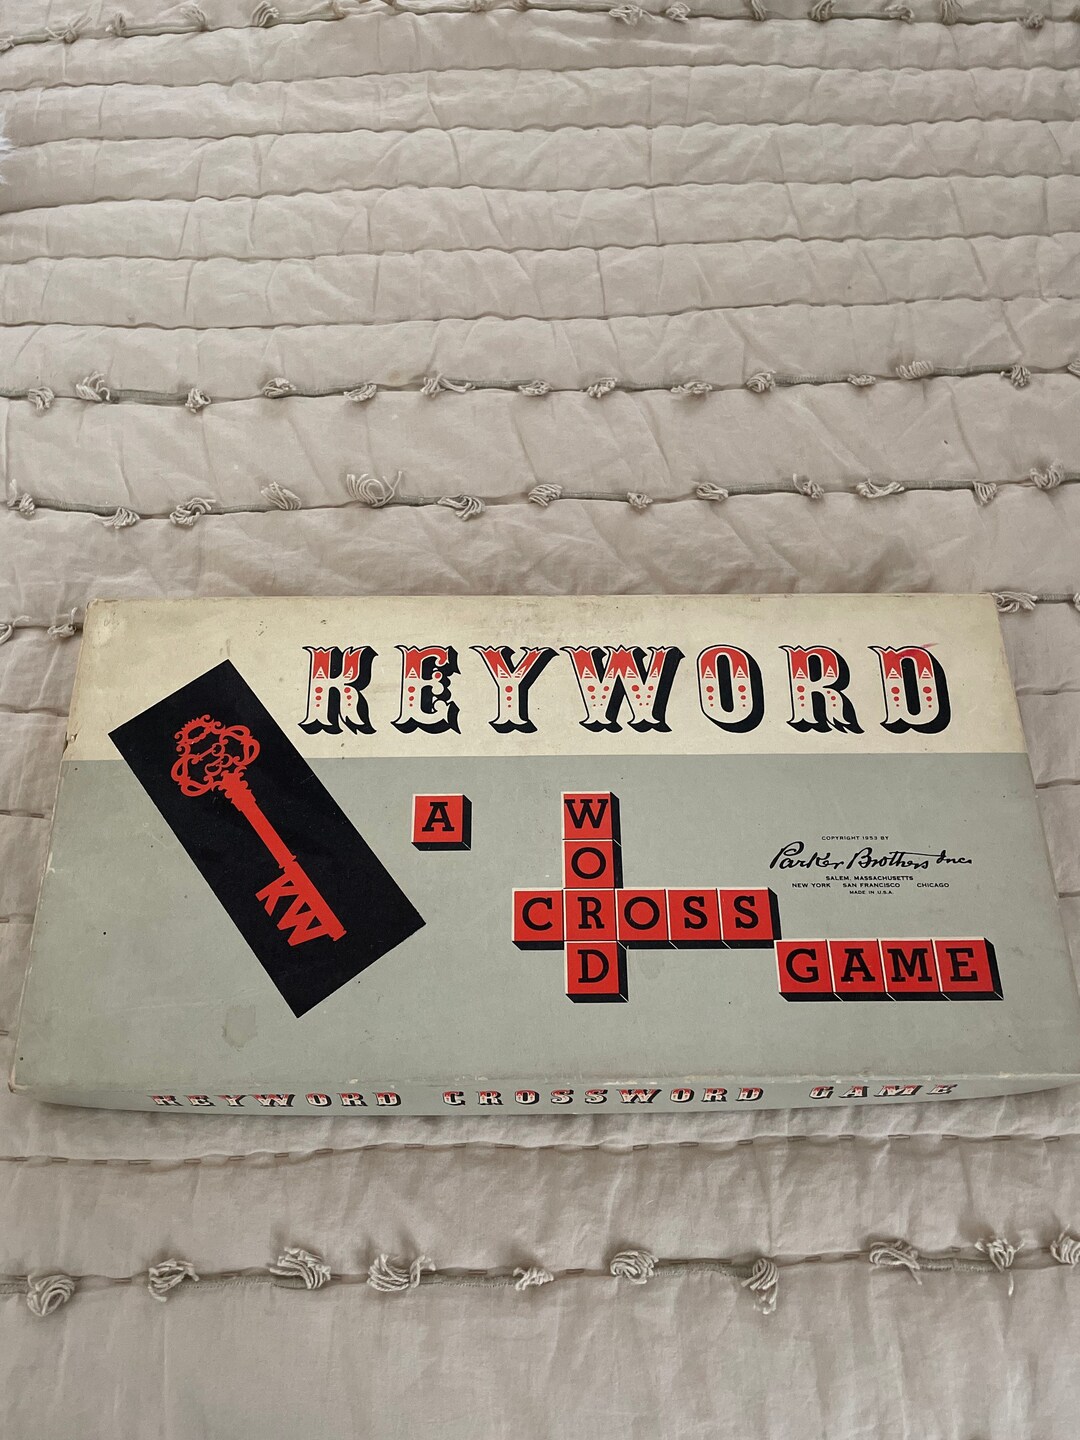 KEYWORD
KW
A
WORD
CROSS
GAME
COPYRIGHT 1953 BY
Parker Brothers Inc.
SALEM, MASSACHUSETTS
NEW YORK SAN FRANCISCO CHICAGO
MADE IN U.S.A.
KEYWORD CROSSWORD GAME